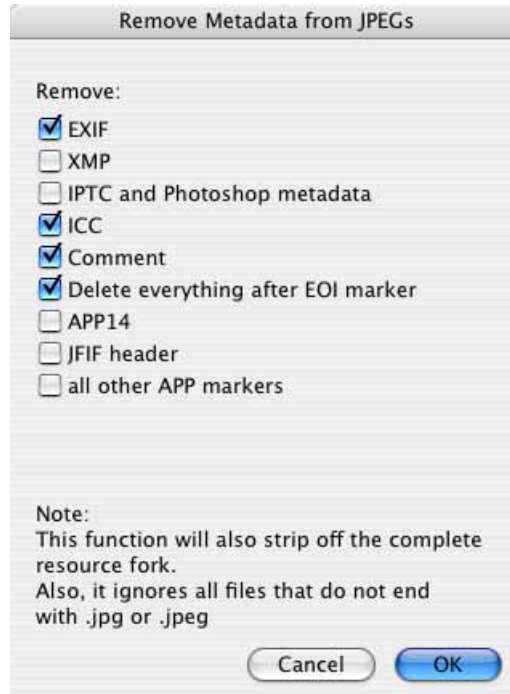 Remove Metadata from JPEGs
Remove:
EXIF
XMP
IPTC and Photoshop metadata
ICC
Comment
Delete everything after EOI marker
APP14
JFIF header
all other APP markers
Note:
This function will also strip off the complete
resource fork.
Also, it ignores all files that do not end
with .jpg or .jpeg
Cancel OK